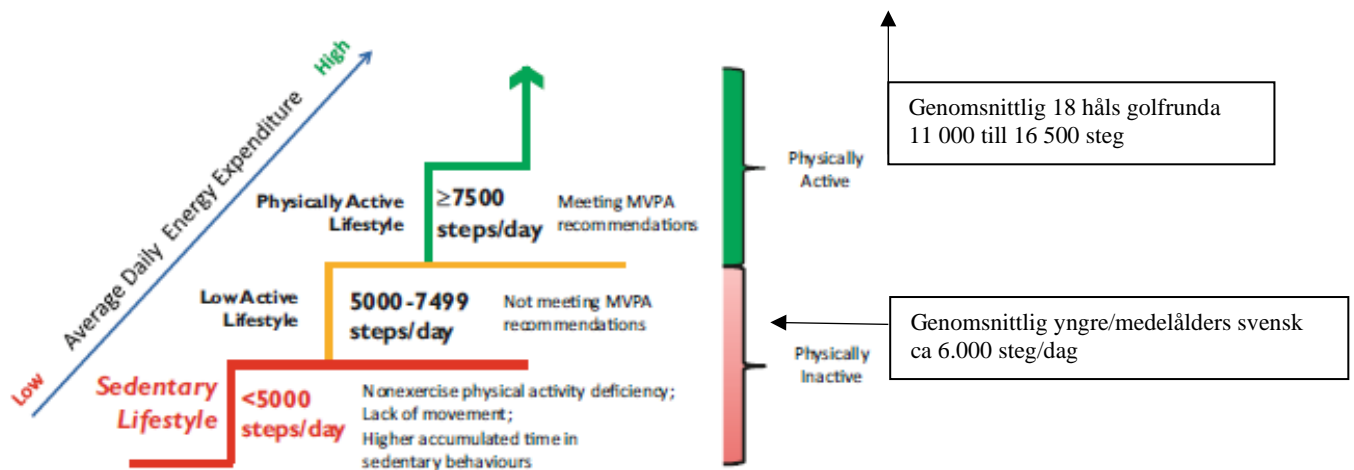 High
Average Daily Energy Expenditure
Low
Physically Active
Lifestyle
≥7500
steps/day
Meeting MVPA
recommendations
Low Active
Lifestyle
5000-7499
steps/day
Not meeting MVPA
recommendations
Sedentary
Lifestyle
<5000
steps/day
Nonexercise physical activity deficiency;
Lack of movement;
Higher accumulated time in
sedentary behaviours
Physically
Active
Physically
Inactive
Genomsnittlig 18 håls golfrunda
11 000 till 16 500 steg
Genomsnittlig yngre/medelålders svensk
ca 6.000 steg/dag